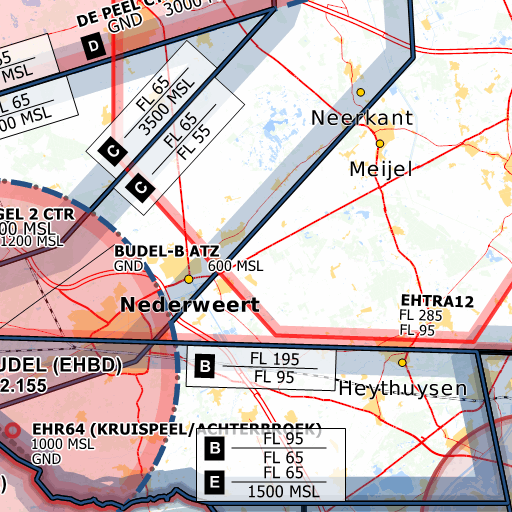 DE PEEL C
3000 MSL
GND
D
65
MSL
FL 65
00 MSL
FL 65
3500 MSL
C
FL 65
FL 55
C
Neerkant
Meijel
GEL 2 CTR
00 MSL
1200 MSL
BUDEL-B ATZ
GND
600 MSL
Nederweert
EHTRA12
FL 285
FL 95
UDEL (EHBD)
2.155
B
FL 195
FL 95
Heythuysen
EHR64 (KRUISPEEL/ACHTERBROEK)
1000 MSL
GND
B
FL 95
FL 65
E
FL 65
1500 MSL
)